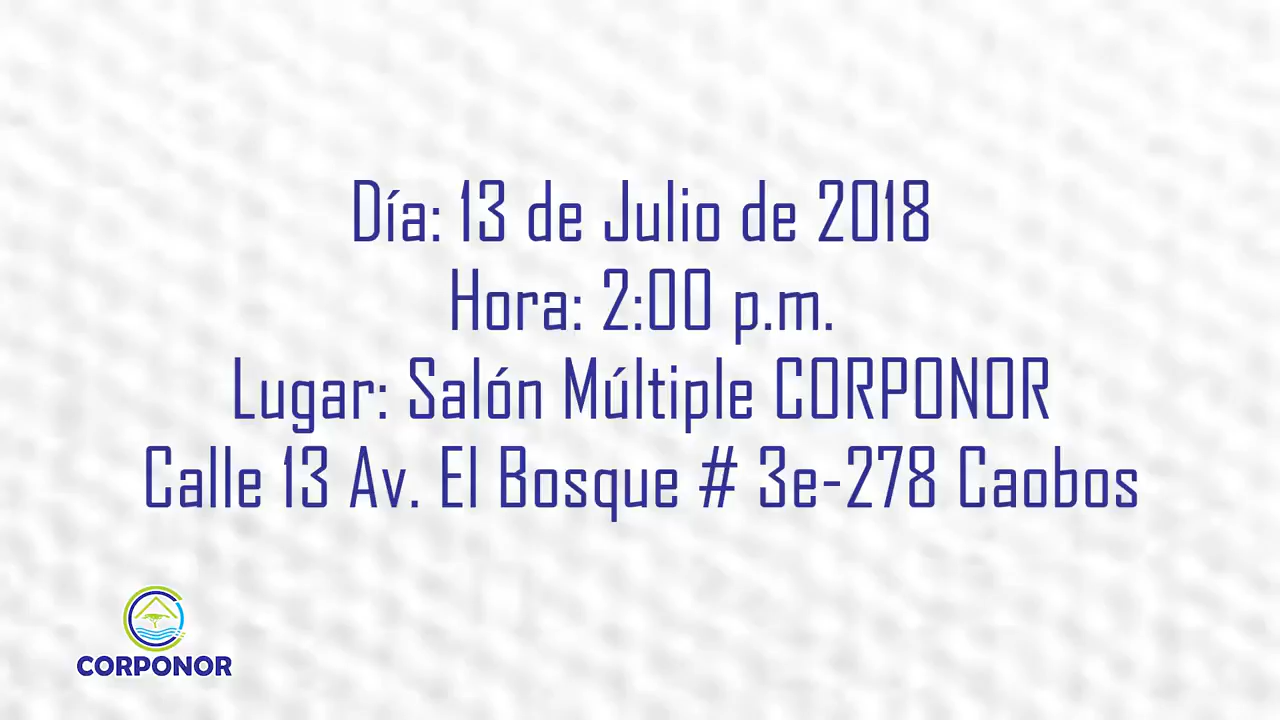 Día: 13 de Julio de 2018
Hora: 2:00 p.m.
Lugar: Salón Múltiple CORPONOR
Calle 13 Av. El Bosque # 3e-278 Caobos
CORPONOR